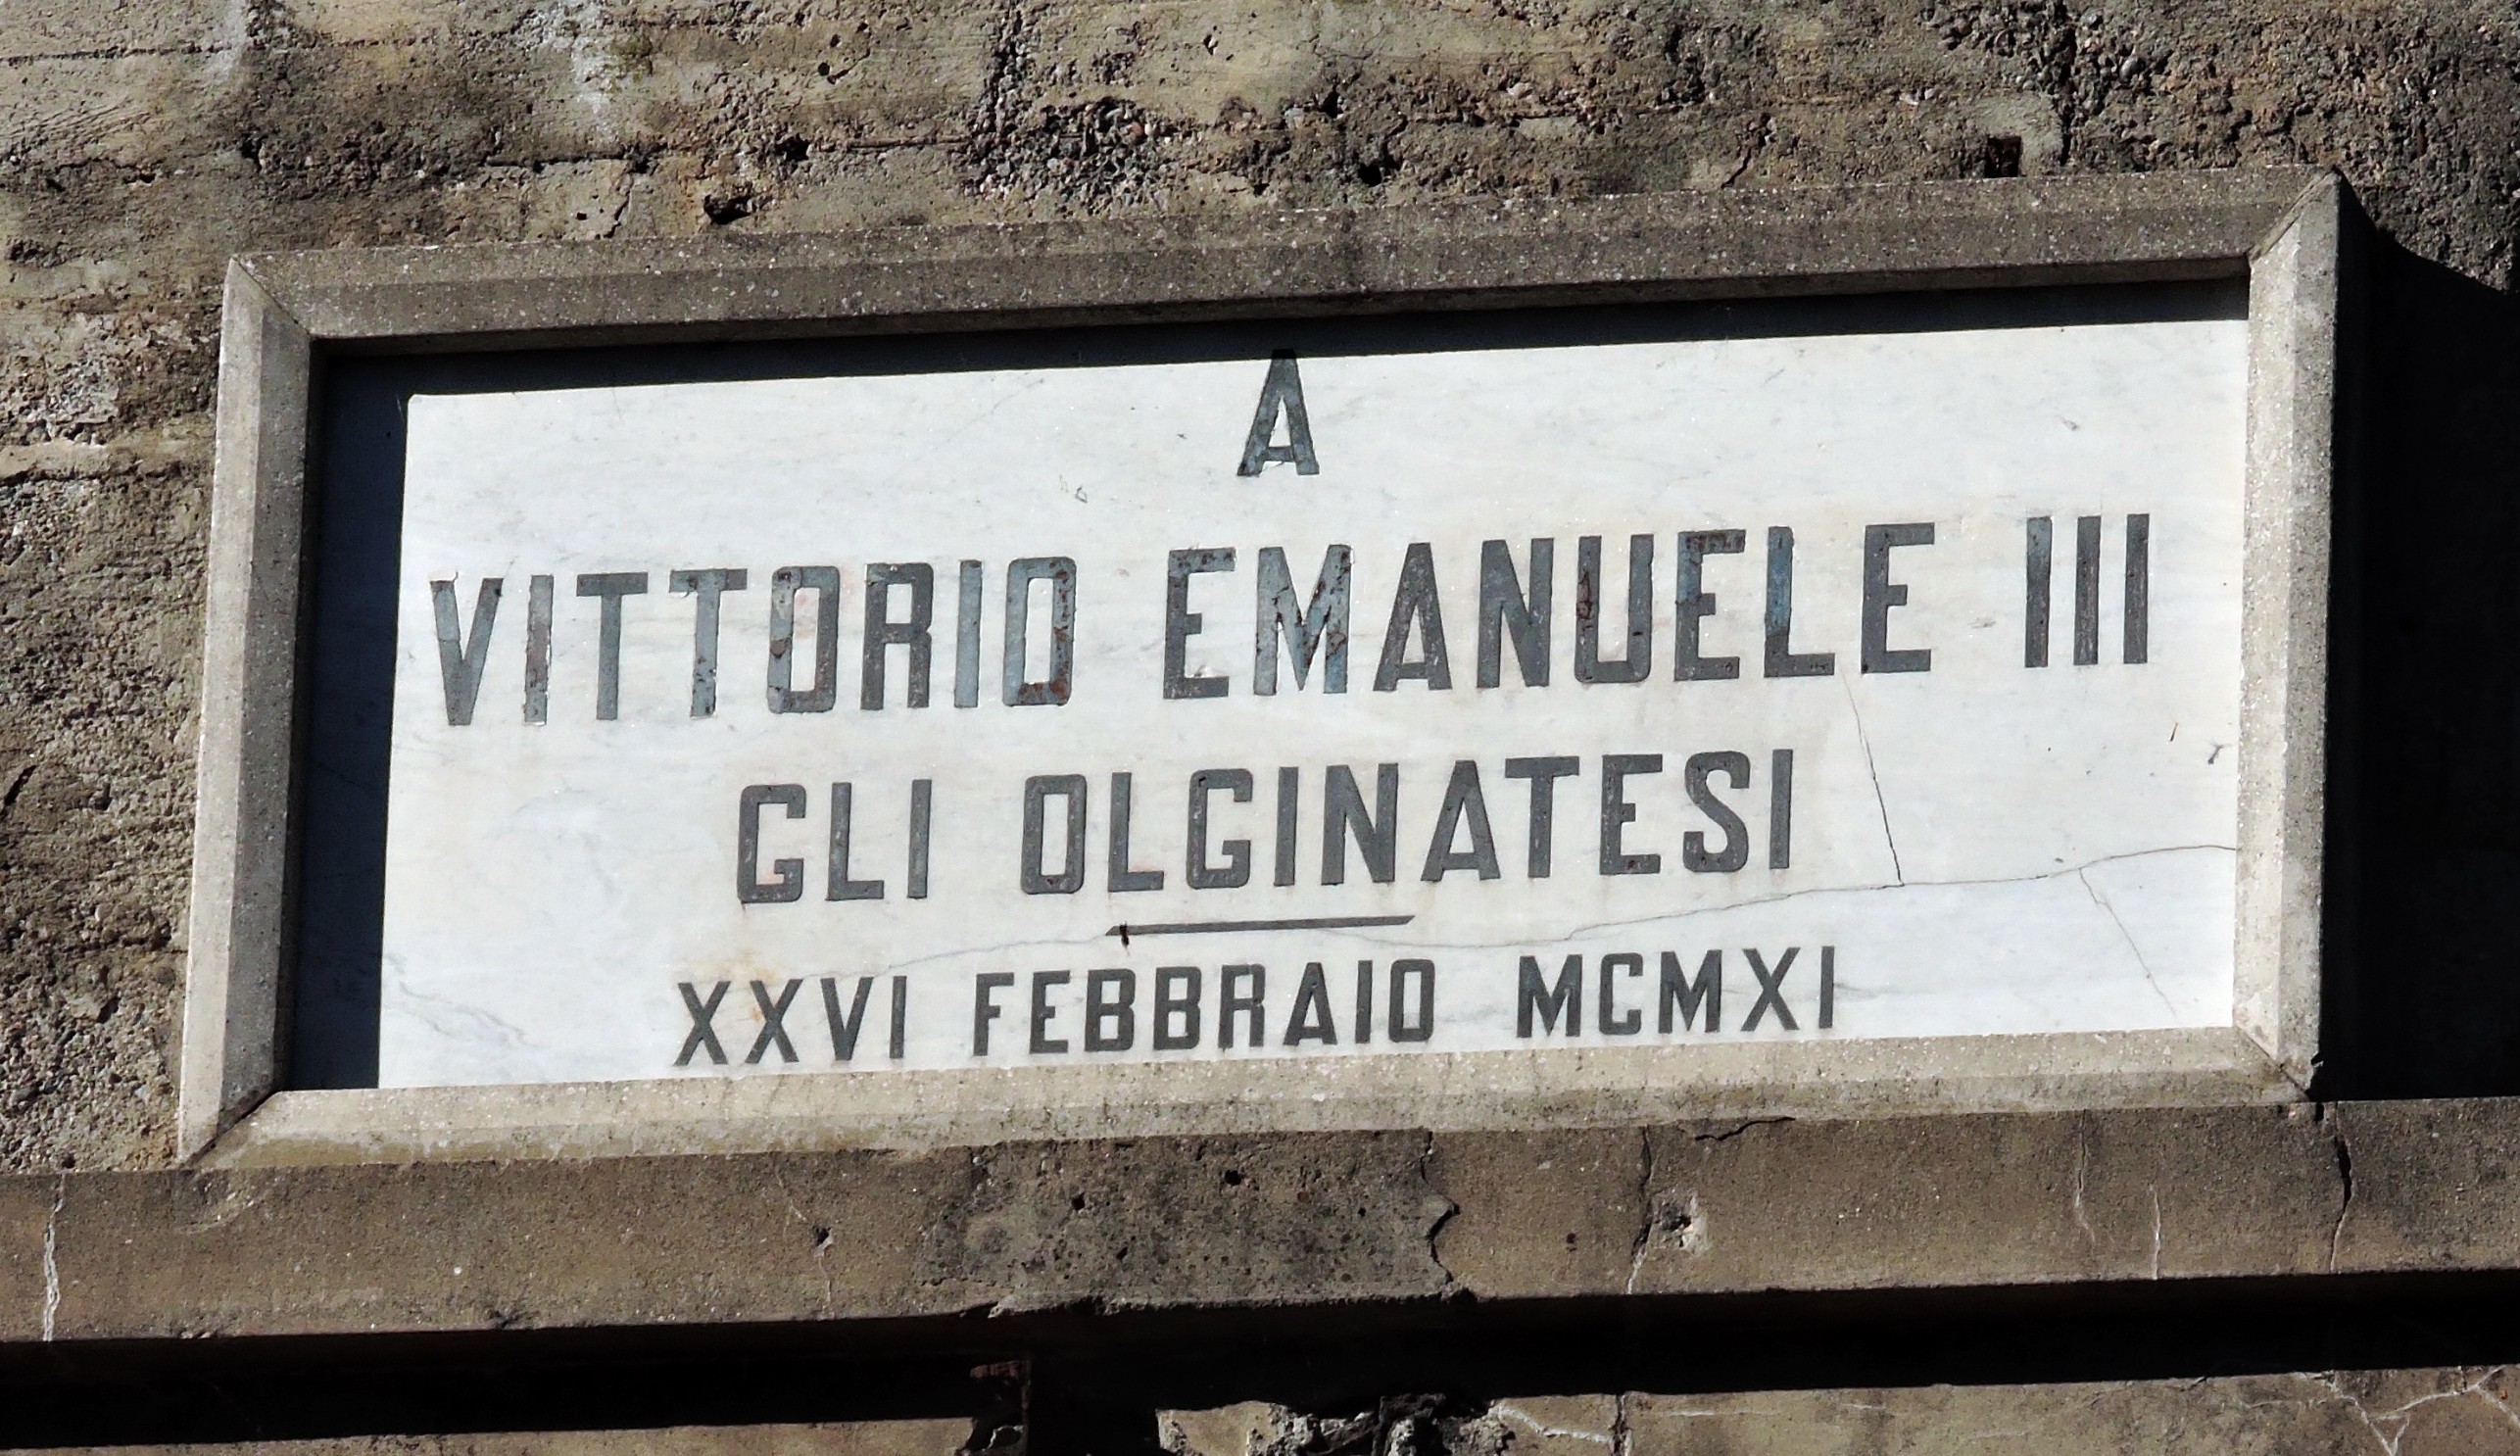 A
VITTORIO EMANUELE III
GLI OLGINATESI
XXVI FEBBRAIO MCMXI